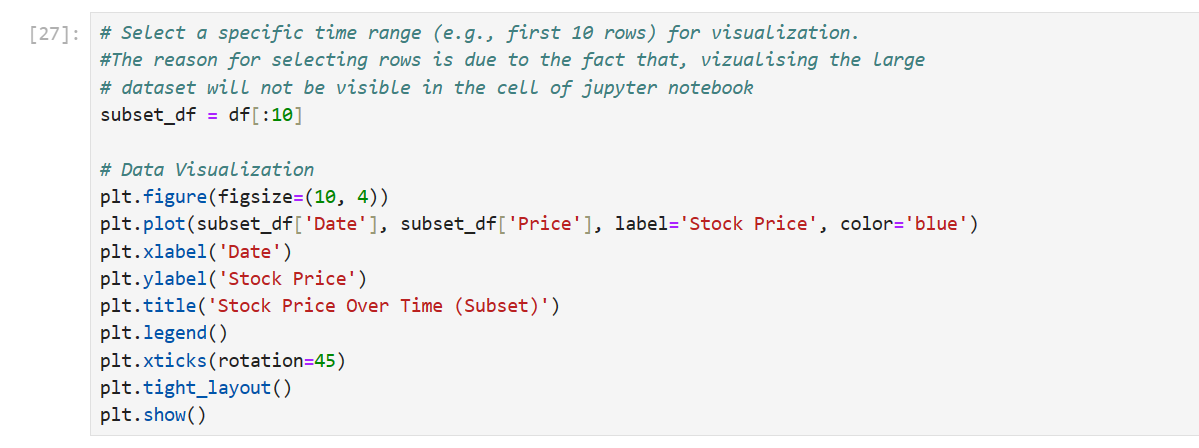 [27]: # Select a specific time range (e.g., first 10 rows) for visualization.
#The reason for selecting rows is due to the fact that, vizualising the large
# dataset will not be visible in the cell of jupyter notebook
subset_df = df[:10]
# Data Visualization
plt.figure(figsize=(10, 4))
plt.plot(subset_df['Date'], subset_df['Price'], label='Stock Price', color='blue')
plt.xlabel('Date')
plt.ylabel('Stock Price')
plt.title('Stock Price Over Time (Subset)')
plt.legend()
plt.xticks(rotation=45)
plt.tight_layout()
plt.show()